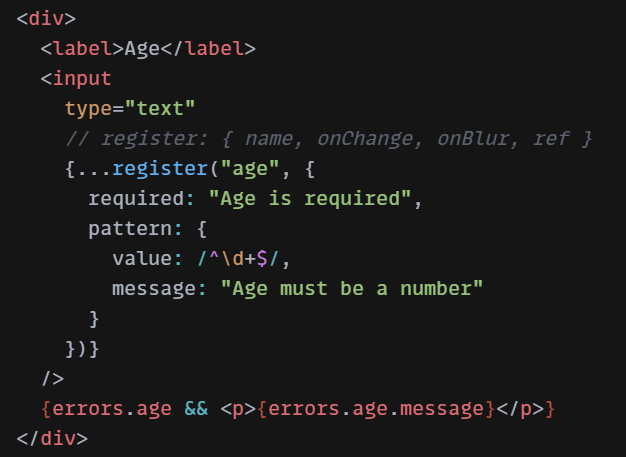 <div>
  <label>Age</label>
  <input
    type="text"
    // register: { name, onChange, onBlur, ref }
    {...register("age", {
      required: "Age is required",
      pattern: {
        value: /^\d+$/,
        message: "Age must be a number"
      }
    })}
  />
  {errors.age && <p>{errors.age.message}</p>}
</div>